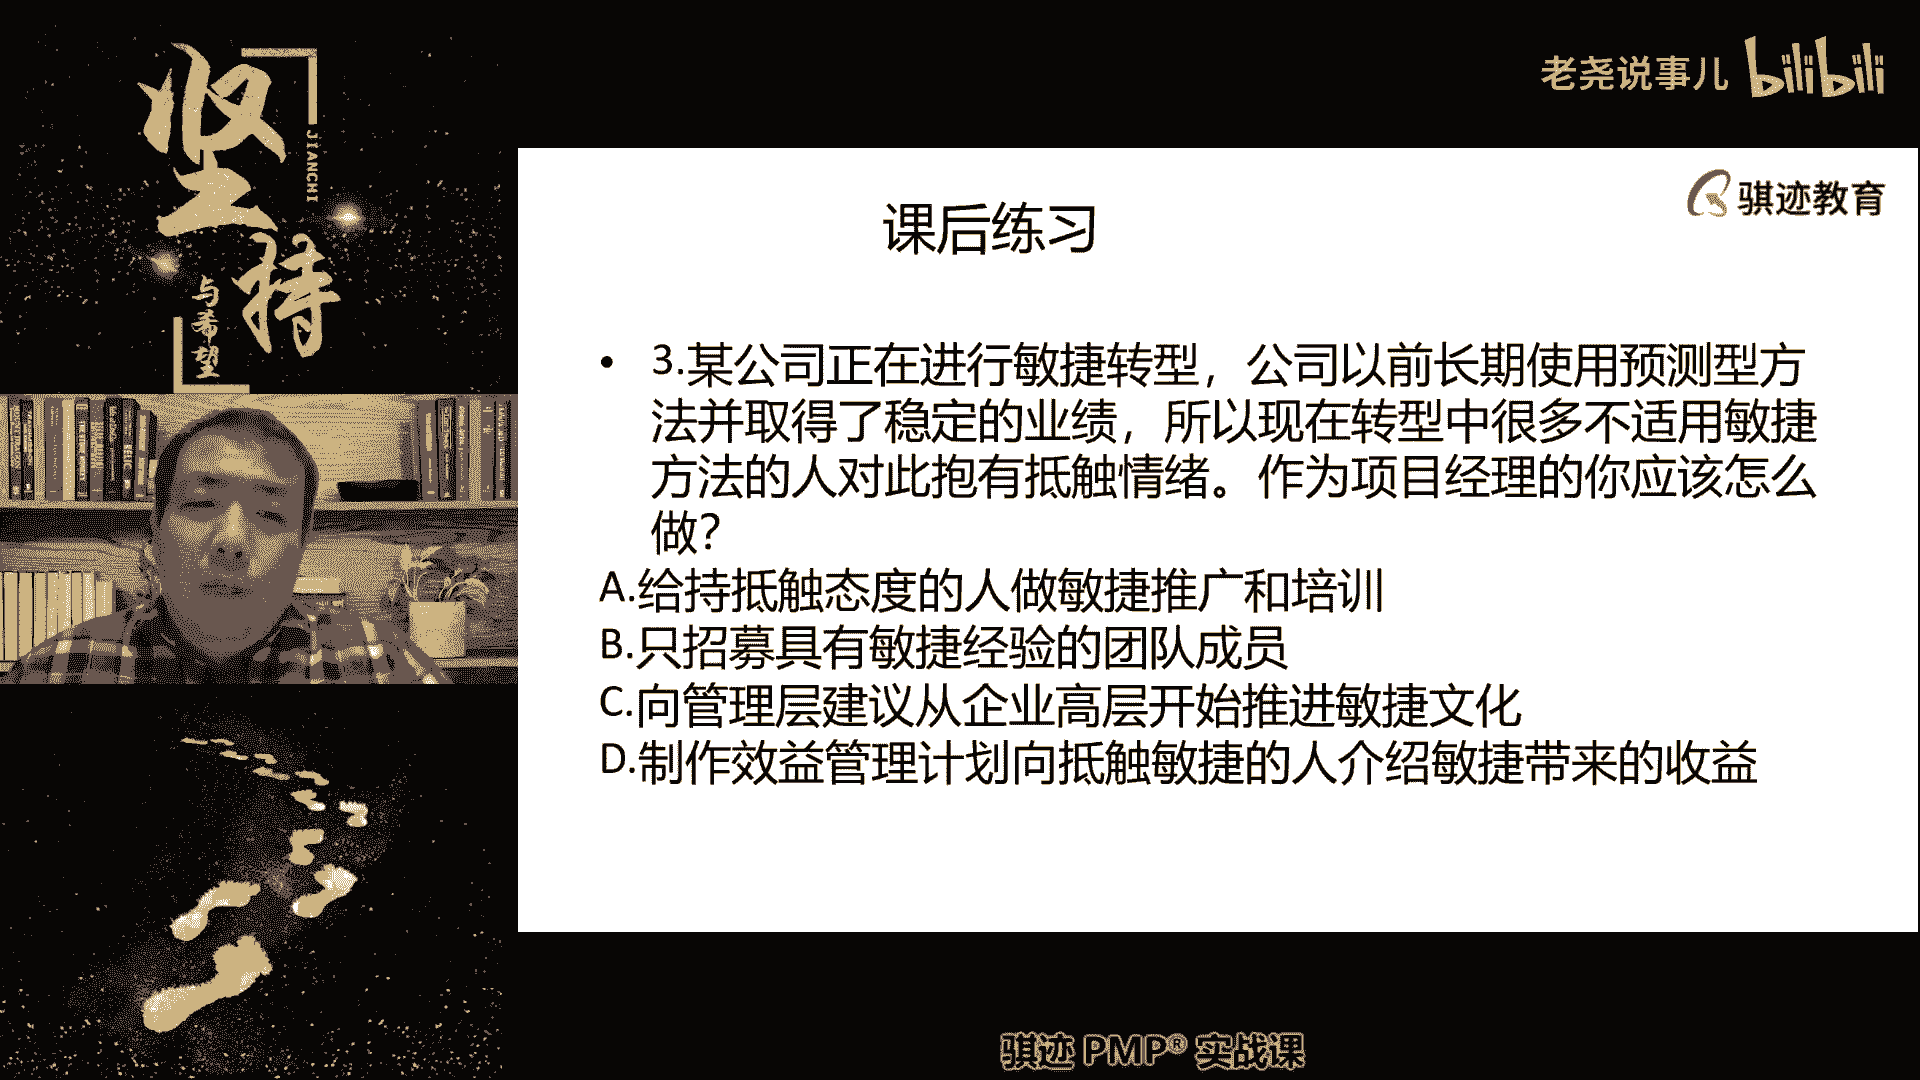 坚持
JIANCHI
与希望
老尧说事儿 bilibili
骐迹教育
课后练习
• 3.某公司正在进行敏捷转型，公司以前长期使用预测型方
法并取得了稳定的业绩，所以现在转型中很多不适用敏捷
方法的人对此抱有抵触情绪。作为项目经理的你应该怎么
做？
A.给持抵触态度的人做敏捷推广和培训
B.只招募具有敏捷经验的团队成员
C.向管理层建议从企业高层开始推进敏捷文化
D.制作效益管理计划向抵触敏捷的人介绍敏捷带来的收益
骐迹 PMP® 实战课